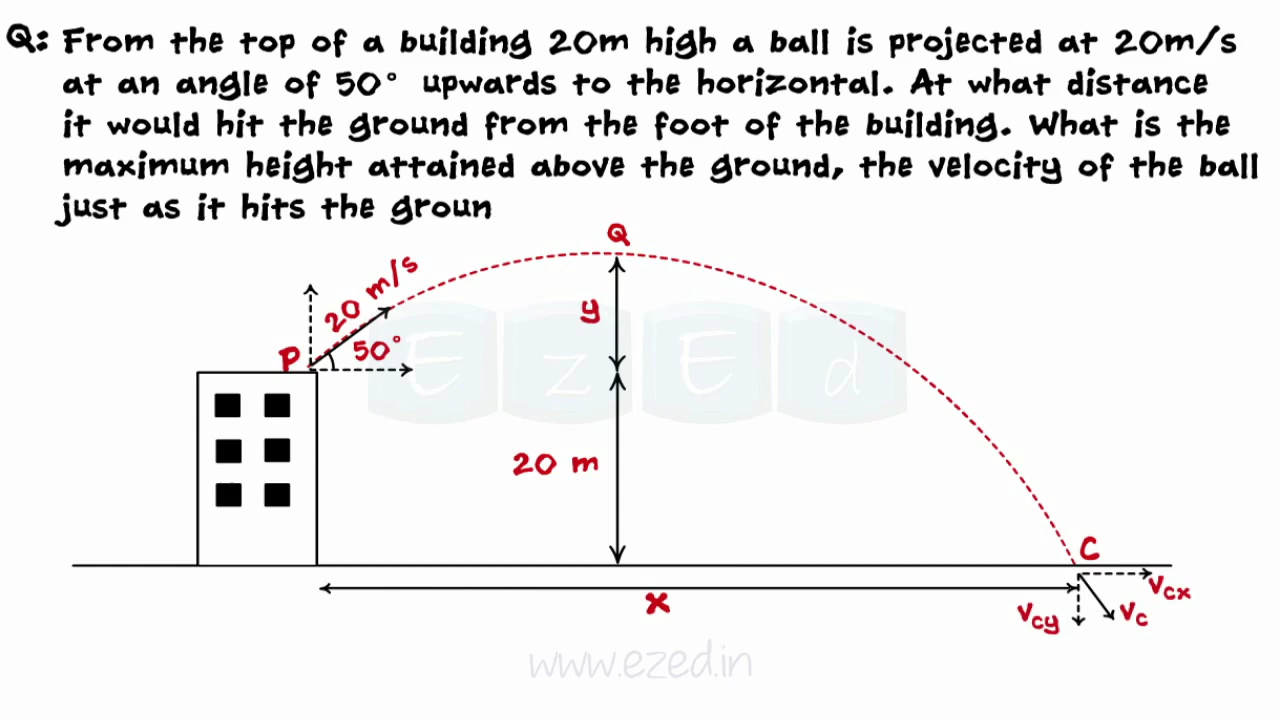 Q: From the top of a building 20m high a ball is projected at 20m/s
at an angle of 50° upwards to the horizontal. At what distance
it would hit the ground from the foot of the building. What is the
maximum height attained above the ground, the velocity of the ball
just as it hits the groun
Q
20 m/s
y
P
50°
EzEd
20 m
C
x
Vcx
Vcy
Vc
www.ezed.in